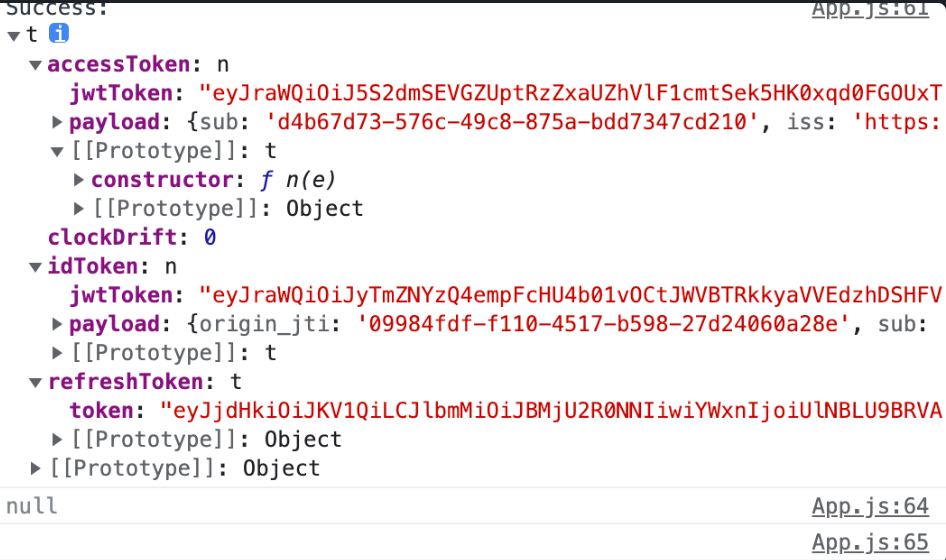 Success: App.js:61
▼t i
▼accessToken: n
jwtToken: "eyJraWQiOiJ5S2dmSEVGZUptRzZxaUZhVlF1cmtSek5HK0xqd0FGOUxT
▶payload: {sub: 'd4b67d73-576c-49c8-875a-bdd7347cd210', iss: 'https:
▼[[Prototype]]: t
▶constructor: ƒ n(e)
▶[[Prototype]]: Object
clockDrift: 0
▼idToken: n
jwtToken: "eyJraWQiOiJyTmZNYzQ4empFcHU4b01vOCtJWVBTRkkyaVVEdzhDSHFV
▶payload: {origin_jti: '09984fdf-f110-4517-b598-27d24060a28e', sub:
▶[[Prototype]]: t
▼refreshToken: t
token: "eyJjdHkiOiJKV1QiLCJlbmMiOiJBMjU2R0NNIiwiYWxnIjoiUlNBLU9BRVA
▶[[Prototype]]: Object
▶[[Prototype]]: Object
null App.js:64
App.js:65